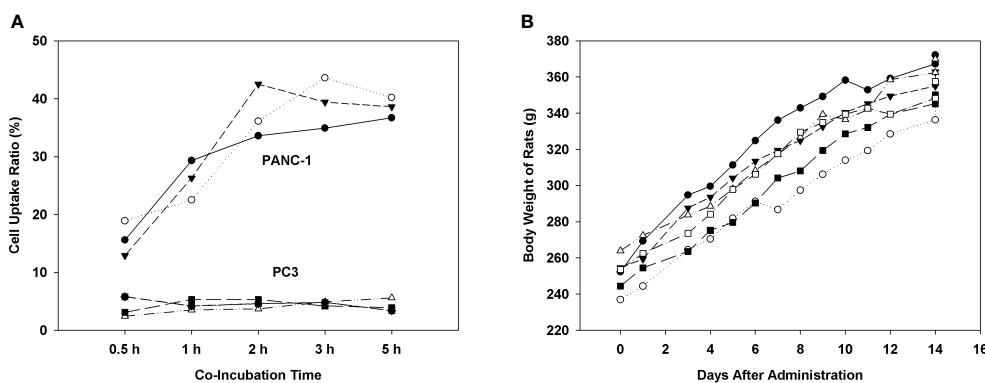 A
50
40
30
20
10
0
Cell Uptake Ratio (%)
PANC-1
PC3
0.5 h 1 h 2 h 3 h 5 h
Co-Incubation Time
B
380
360
340
320
300
280
260
240
220
Body Weight of Rats (g)
0 2 4 6 8 10 12 14 16
Days After Administration